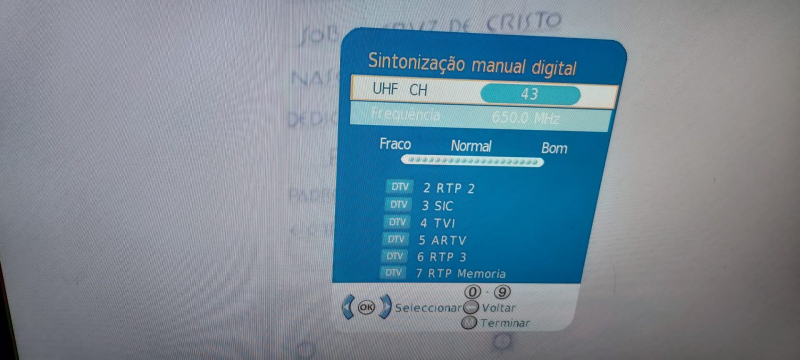 SOB
DE CRISTO
Sintonização manual digital
UHF CH 43
Frequência 650.0 MHz
Fraco Normal Bom
DTV 2 RTP 2
DTV 3 SIC
DTV 4 TVI
DTV 5 ARTV
DTV 6 RTP 3
DTV 7 RTP Memoria
0 - 9
OK Seleccionar Voltar
Terminar